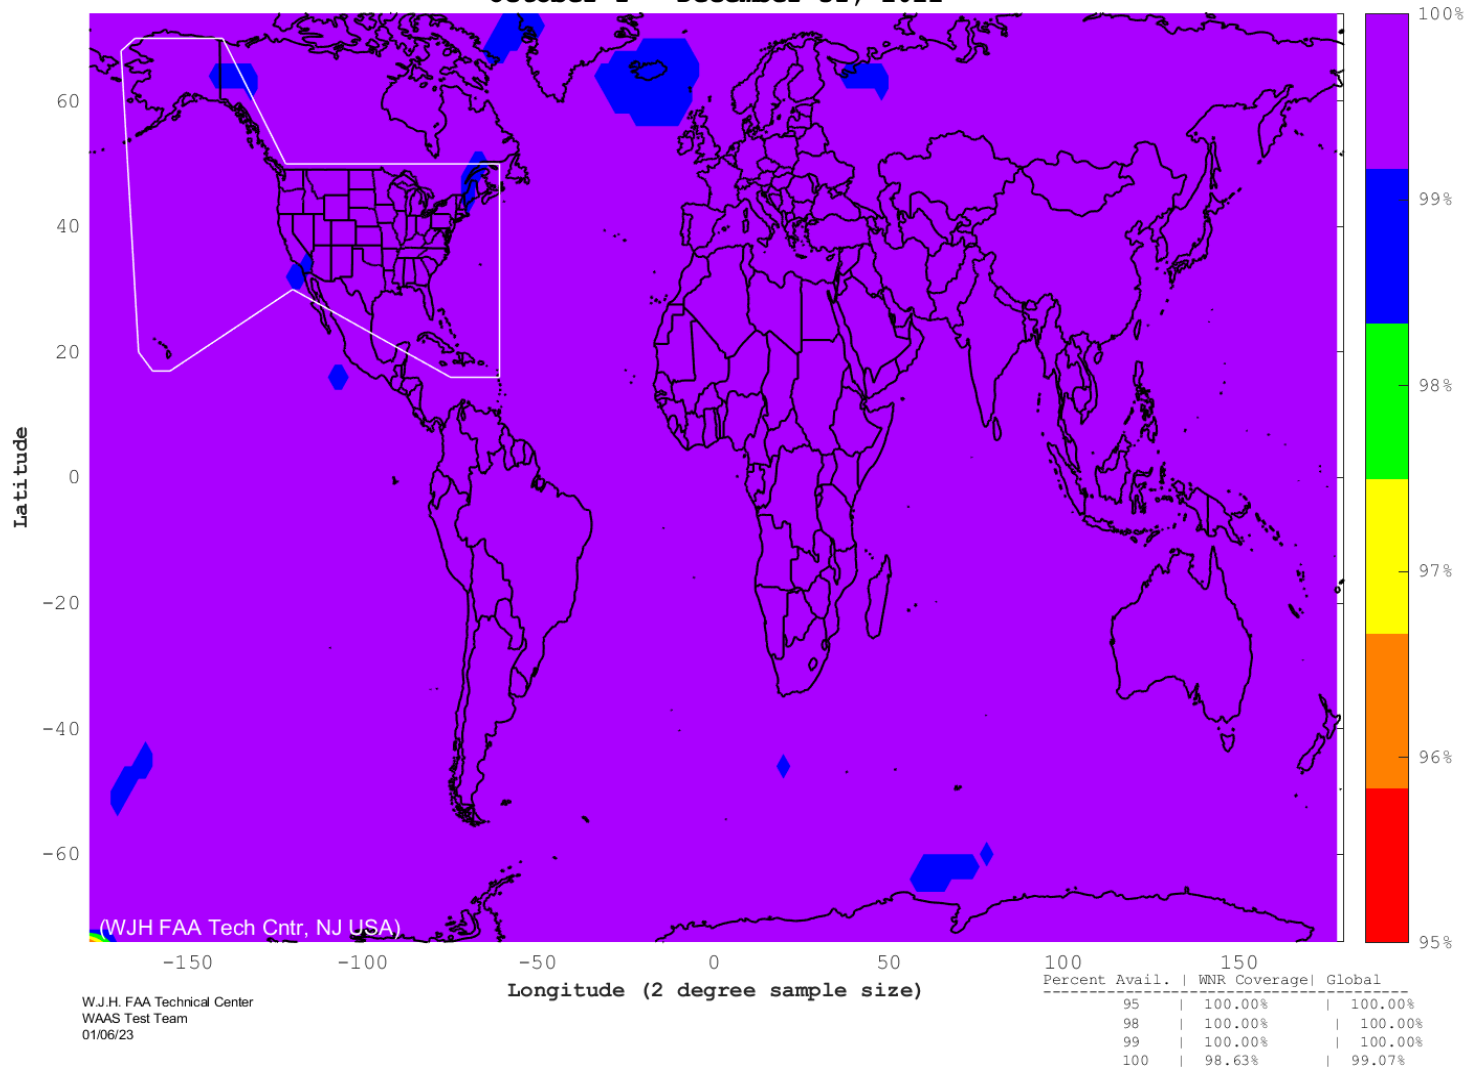 100%
99%
98%
97%
96%
95%
60
40
20
0
-20
-40
-60
Latitude
(WJH FAA Tech Cntr, NJ USA)
-150 -100 -50 0 50 100 150
Longitude (2 degree sample size)
W.J.H. FAA Technical Center
WAAS Test Team
01/06/23
Percent Avail. | WNR Coverage| Global
95 | 100.00% | 100.00%
98 | 100.00% | 100.00%
99 | 100.00% | 100.00%
100 | 98.63% | 99.07%